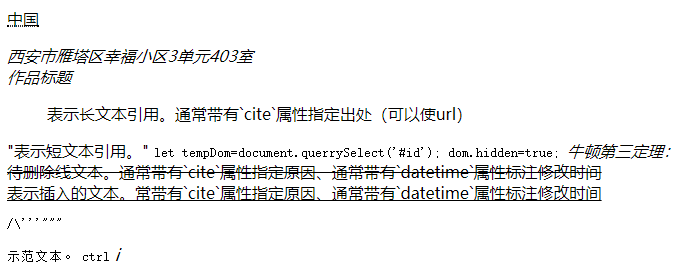 中国
西安市雁塔区幸福小区3单元403室
作品标题
表示长文本引用。通常带有`cite`属性指定出处（可以使url）
"表示短文本引用。" let tempDom=document.querrySelect('#id'); dom.hidden=true; 牛顿第三定理：
待删除线文本。通常带有`cite`属性指定原因、通常带有`datetime`属性标注修改时间
表示插入的文本。常带有`cite`属性指定原因、通常带有`datetime`属性标注修改时间
/\'''"""
示范文本。 ctrl i